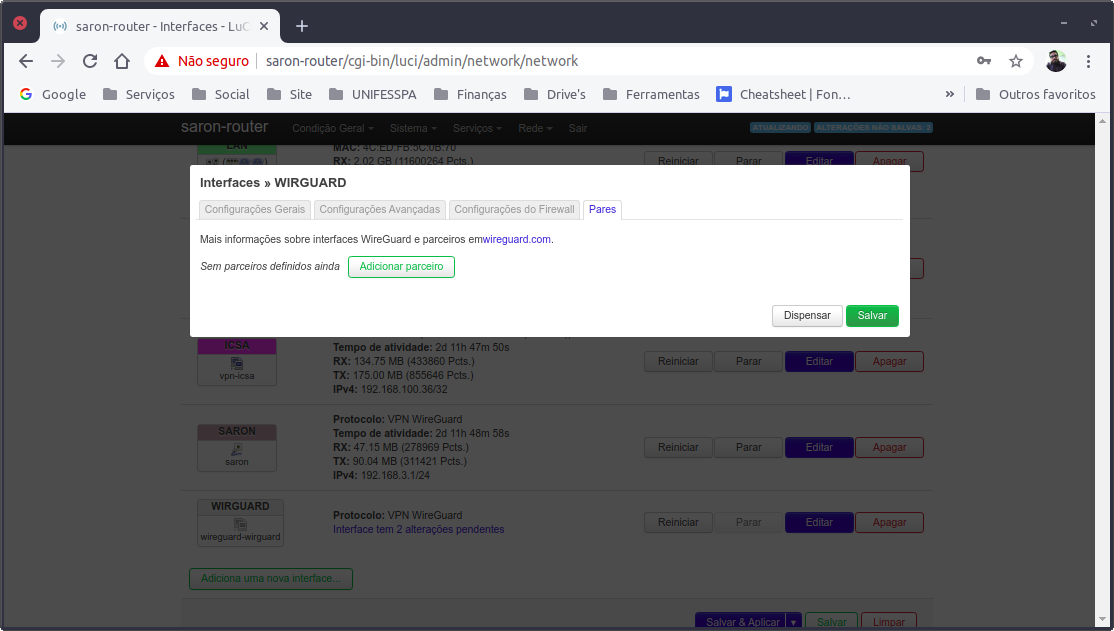 saron-router - Interfaces - LuC
Não seguro
saron-router/cgi-bin/luci/admin/network/network
Google Serviços Social Site UNIFESSPA Finanças Drive's Ferramentas Cheatsheet | Fon… » Outros favoritos
saron-router Condição Geral Sistema Serviços Rede Sair ATUALIZANDO ALTERAÇÕES NÃO SALVAS: 2
LAN
MAC: 4C:ED:FB:5C:0B:70
RX: 2.02 GB (11600264 Pcts.)
Reiniciar Parar Editar Apagar
Interfaces » WIRGUARD
Configurações Gerais Configurações Avançadas Configurações do Firewall Pares
Mais informações sobre interfaces WireGuard e parceiros emwireguard.com.
Sem parceiros definidos ainda Adicionar parceiro
Dispensar Salvar
ICSA
vpn-icsa
Tempo de atividade: 2d 11h 47m 50s
RX: 134.75 MB (433860 Pcts.)
TX: 175.00 MB (855646 Pcts.)
IPv4: 192.168.100.36/32
Reiniciar Parar Editar Apagar
SARON
saron
Protocolo: VPN WireGuard
Tempo de atividade: 2d 11h 48m 58s
RX: 47.15 MB (278969 Pcts.)
TX: 90.04 MB (311421 Pcts.)
IPv4: 192.168.3.1/24
Reiniciar Parar Editar Apagar
WIRGUARD
wireguard-wirguard
Protocolo: VPN WireGuard
Interface tem 2 alterações pendentes
Reiniciar Parar Editar Apagar
Adiciona uma nova interface...
Salvar & Aplicar Salvar Limpar